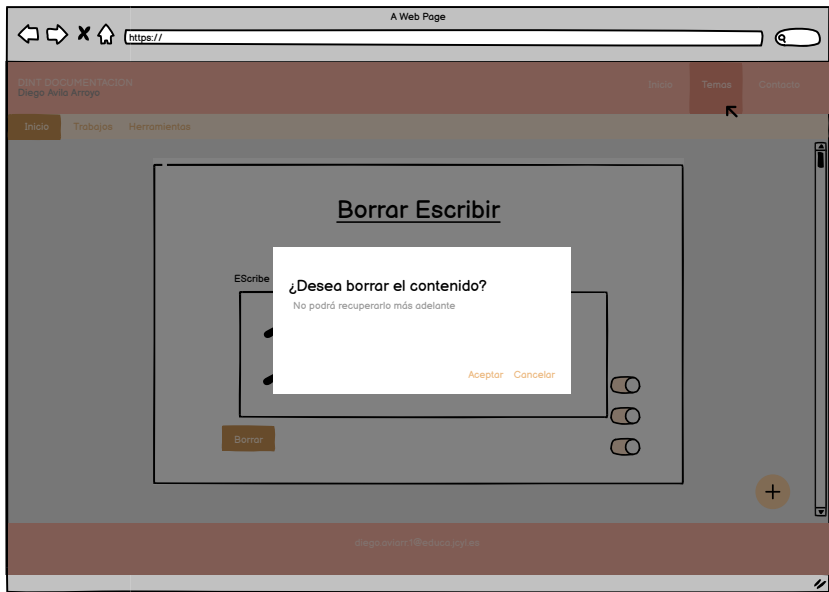 A Web Page
https://
DINT DOCUMENTACIÓN
Diego Avila Arroyo
Inicio Temas Contacto
Inicio Trabajos Herramientas
Borrar Escribir
EScribe
¿Desea borrar el contenido?
No podrá recuperarlo más adelante
Aceptar Cancelar
Borrar